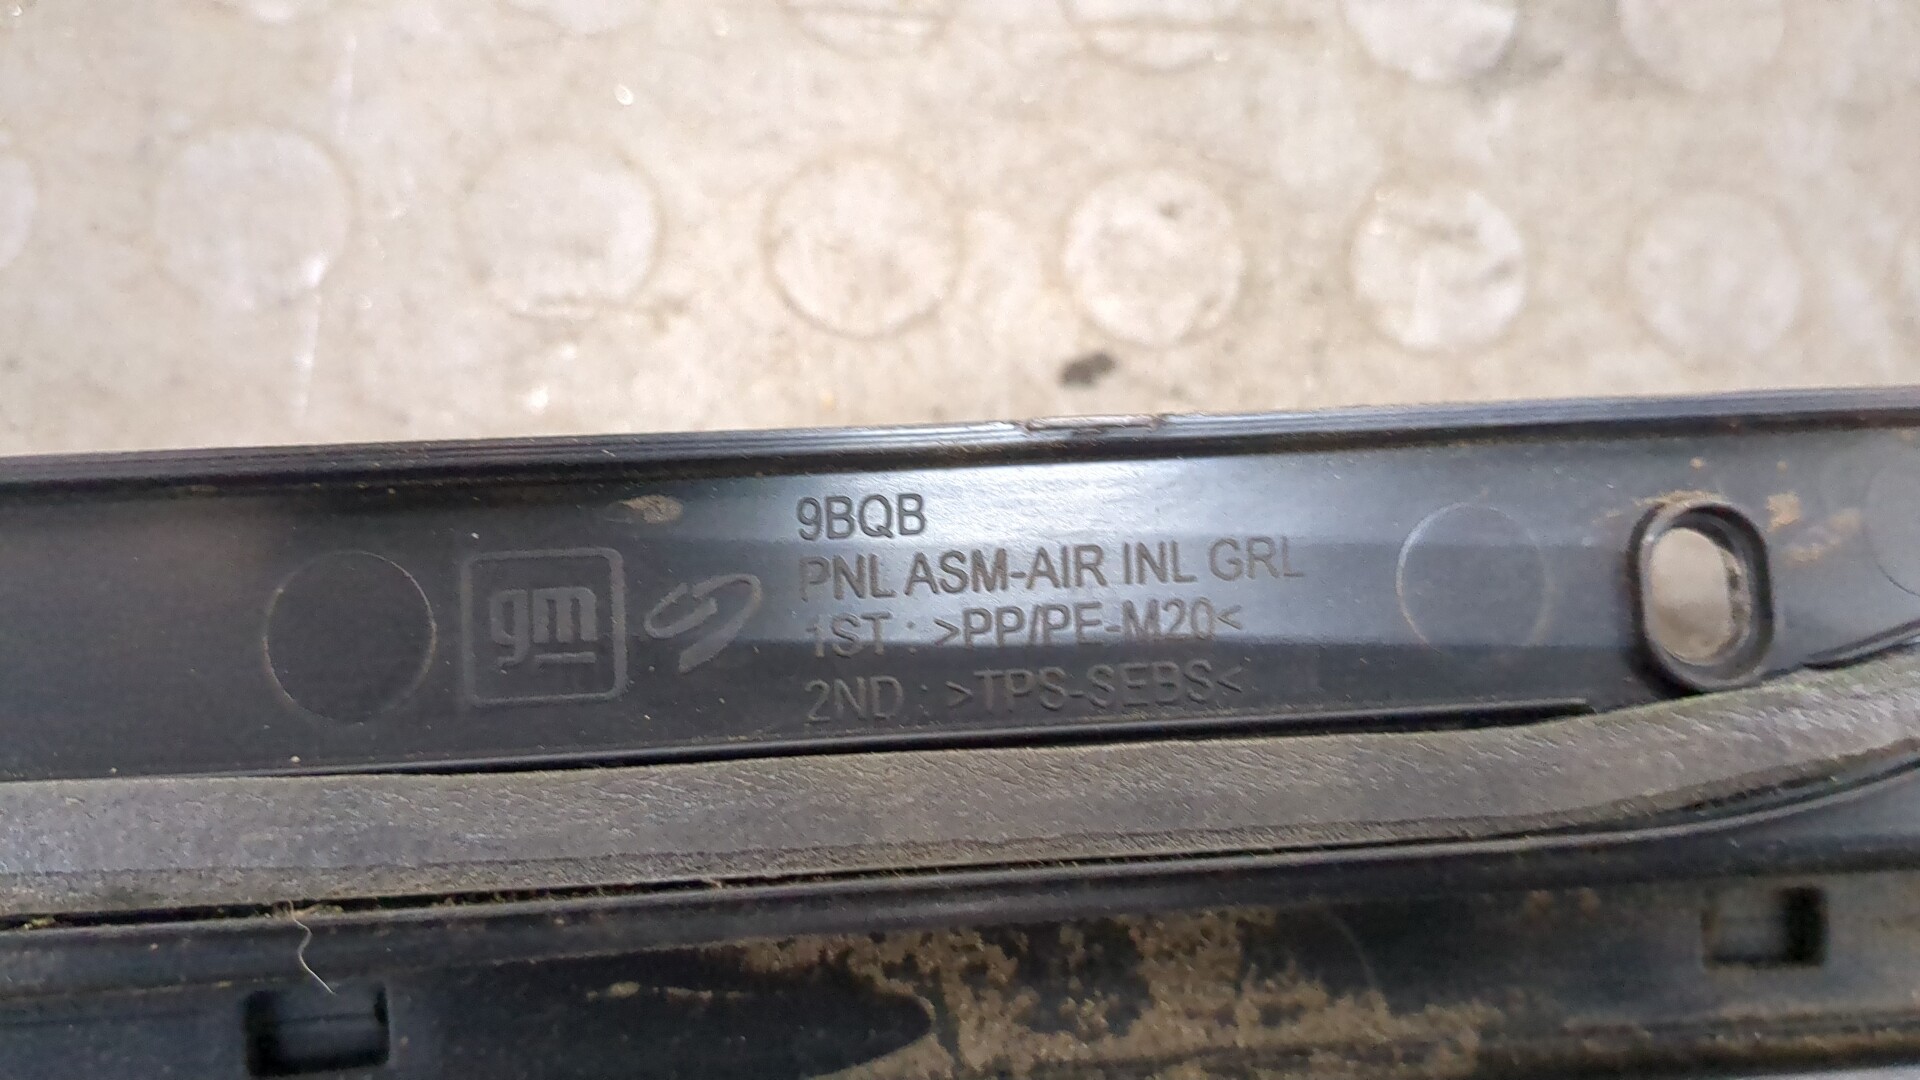 gm
9BQB
PNL ASM-AIR INL GRL
1ST : >PP/PE-M20<
2ND : >TPS-SEBS<